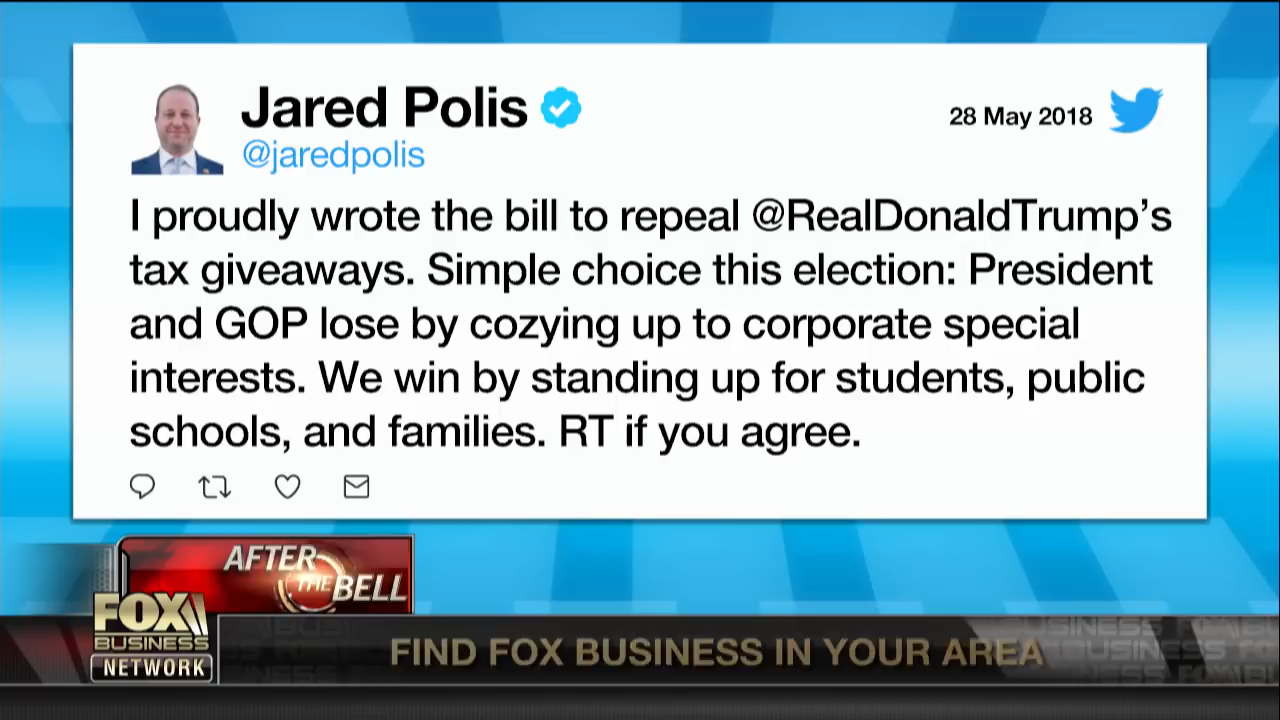 Jared Polis
@jaredpolis
28 May 2018
I proudly wrote the bill to repeal @RealDonaldTrump’s
tax giveaways. Simple choice this election: President
and GOP lose by cozying up to corporate special
interests. We win by standing up for students, public
schools, and families. RT if you agree.
AFTER
THE BELL
FOX
BUSINESS
NETWORK
FIND FOX BUSINESS IN YOUR AREA